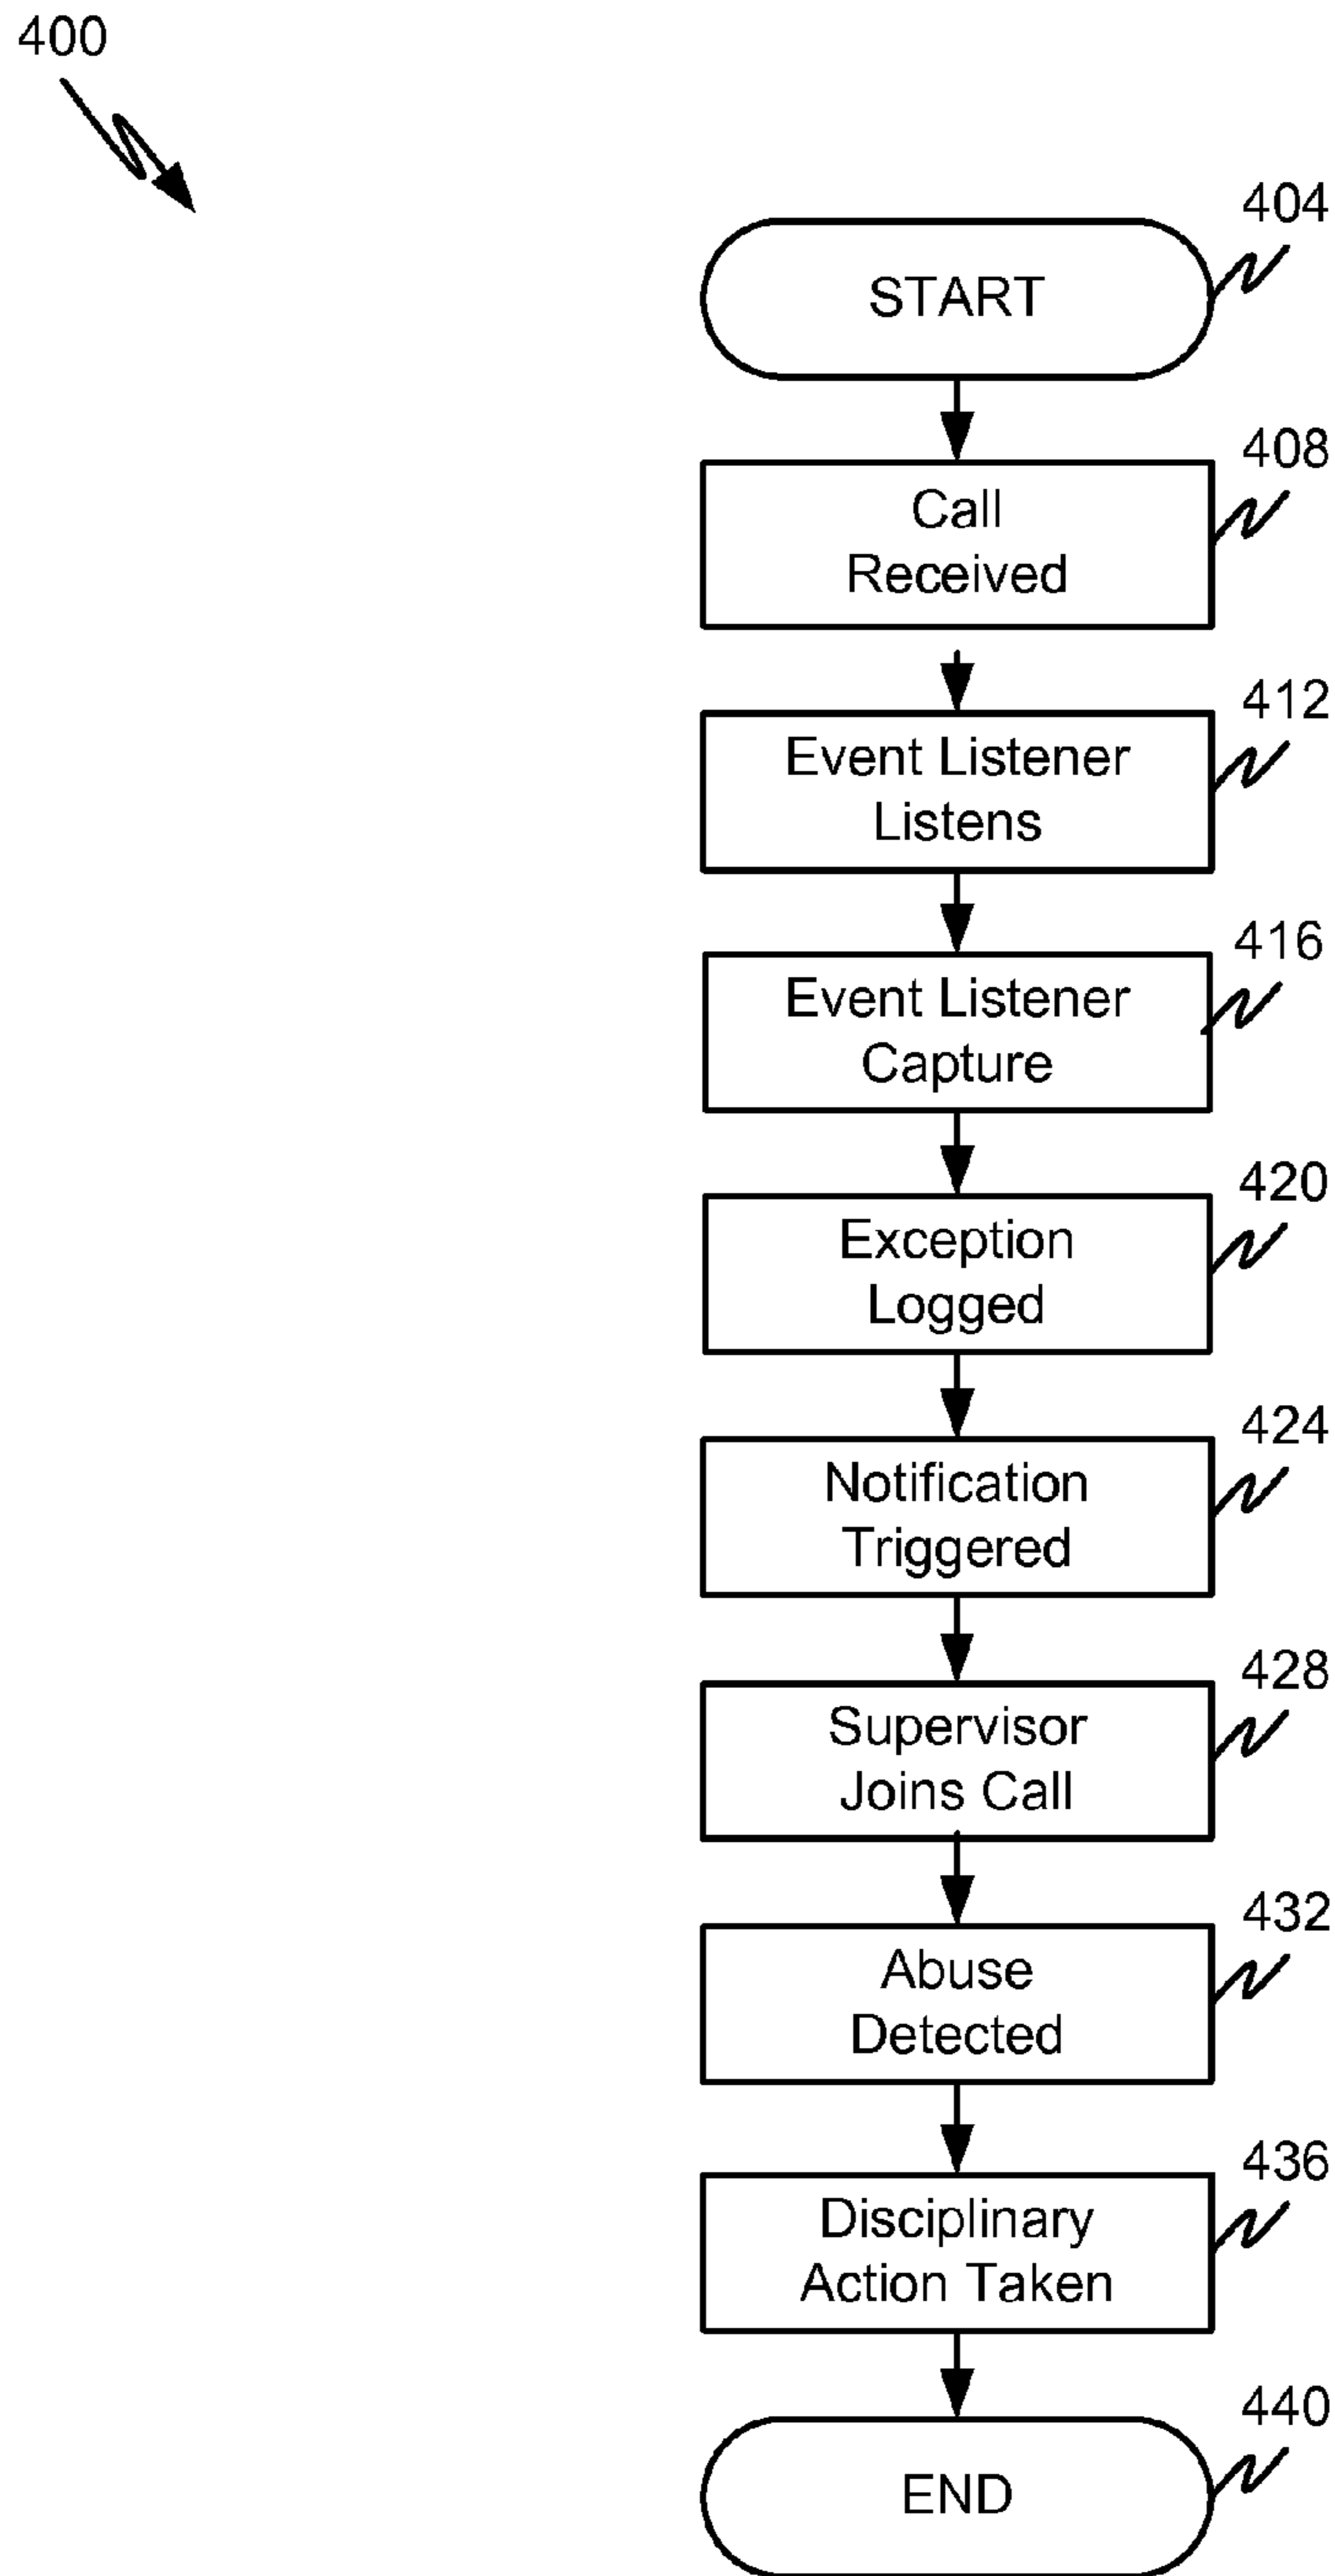 400
404
START
408
Call
Received
412
Event Listener
Listens
416
Event Listener
Capture
420
Exception
Logged
424
Notification
Triggered
428
Supervisor
Joins Call
432
Abuse
Detected
436
Disciplinary
Action Taken
440
END